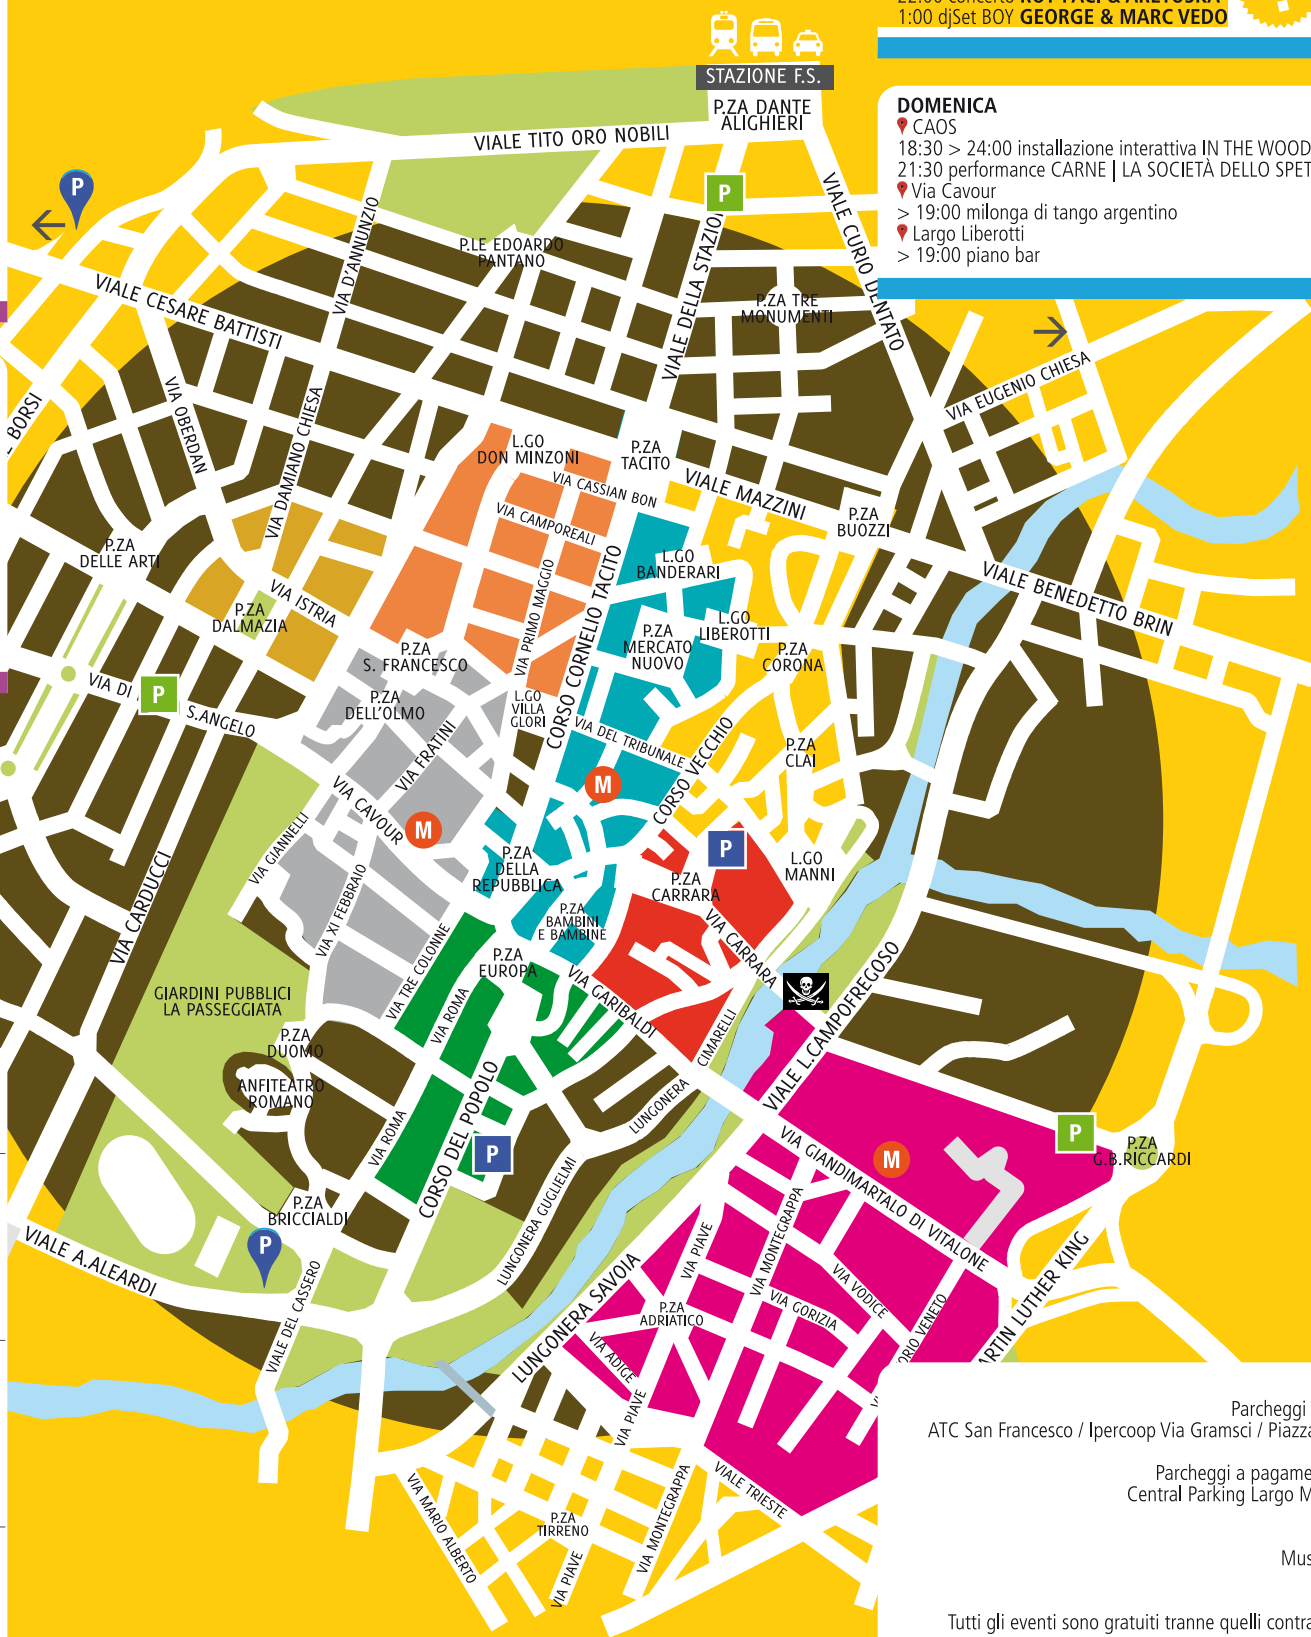 1:00 djSet BOY GEORGE & MARC VEDO
STAZIONE F.S.
P.ZA DANTE
ALIGHIERI
VIALE TITO ORO NOBILI
DOMENICA
CAOS
18:30 > 24:00 installazione interattiva IN THE WOOD
21:30 performance CARNE | LA SOCIETÀ DELLO SPET
Via Cavour
> 19:00 milonga di tango argentino
Largo Liberotti
> 19:00 piano bar
P
P
VIALE CURIO DENTATO
VIA D'ANNUNZIO
P.LE EDOARDO
PANTANO
VIALE DELLA STAZIO
VIALE CESARE BATTISTI
P.ZA TRE
MONUMENTI
VIA EUGENIO CHIESA
BORSI
VIA OBERDAN
VIA DAMIANO CHIESA
L.GO
DON MINZONI
P.ZA
TACITO
VIA CASSIAN BON
VIALE MAZZINI
VIA CAMPOREALI
P.ZA
BUOZZI
P.ZA
DELLE ARTI
L.GO
BANDERARI
VIALE BENEDETTO BRIN
VIA ISTRIA
P.ZA
DALMAZIA
VIA PRIMO MAGGIO
CORSO CORNELIO TACITO
L.GO
LIBEROTTI
P.ZA
MERCATO
NUOVO
P.ZA
CORONA
P.ZA
S. FRANCESCO
P.ZA
DELL'OLMO
L.GO
VILLA
GLORI
VIA DI
P
S.ANGELO
VIA FRATINI
VIA DEL TRIBUNALE
CORSO VECCHIO
P.ZA
CLAI
M
VIA CAVOUR
M
VIA GIANNELLI
P
P.ZA
DELLA
REPUBBLICA
L.GO
MANNI
P.ZA
CARRARA
VIA CARDUCCI
VIA XI FEBBRAIO
P.ZA
BAMBINI
E BAMBINE
VIA CARRARA
VIA TRE COLONNE
P.ZA
EUROPA
VIA GARIBALDI
GIARDINI PUBBLICI
LA PASSEGGIATA
VIA ROMA
CIMARELLI
VIALE L.CAMPOFREGOSO
P.ZA
DUOMO
ANFITEATRO
ROMANO
LUNGONERA
VIA ROMA
CORSO DEL POPOLO
P
P
P.ZA
G.B.RICCARDI
M
VIA GIANDIMARTALO DI VITALONE
P.ZA
BRICCIALDI
LUNGONERA GUGLIELMI
P
VIALE A.ALEARDI
VIALE DEL CASSERO
LUNGONERA SAVOIA
VIA PIAVE
VIA MONTEGRAPPA
VIA VODICE
VIA GORIZIA
P.ZA
ADRIATICO
VIA ADIGE
ORIO VENETO
ARTIN LUTHER KING
VIA PIAVE
VIALE TRIESTE
VIA MONTEGRAPPA
VIA MARIO ALBERTO
P.ZA
TIRRENO
VIA PIAVE
Parcheggi
ATC San Francesco / Ipercoop Via Gramsci / Piazza
Parcheggi a pagame
Central Parking Largo M
Mus
Tutti gli eventi sono gratuiti tranne quelli contra